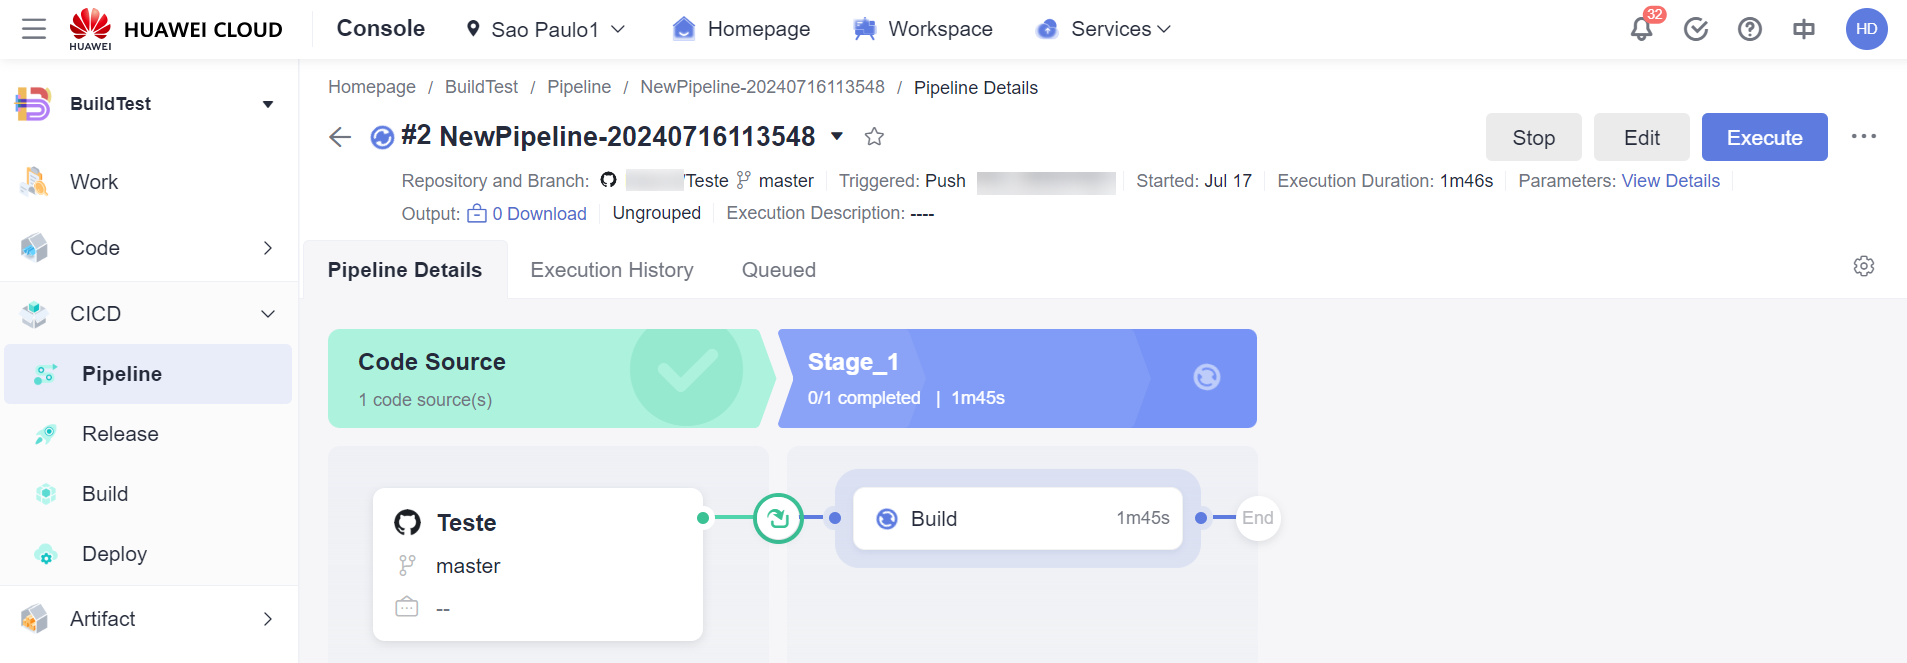 HUAWEI
HUAWEI CLOUD
Console
Sao Paulo1
Homepage
Workspace
Services
32
HD
BuildTest
Work
Code
CICD
Pipeline
Release
Build
Deploy
Artifact
Homepage / BuildTest / Pipeline / NewPipeline-20240716113548 / Pipeline Details
#2 NewPipeline-20240716113548
Stop
Edit
Execute
Repository and Branch: /Teste master Triggered: Push Started: Jul 17 Execution Duration: 1m46s Parameters: View Details
Output: 0 Download Ungrouped Execution Description: ----
Pipeline Details
Execution History
Queued
Code Source
1 code source(s)
Stage_1
0/1 completed | 1m45s
Teste
master
--
Build 1m45s
End